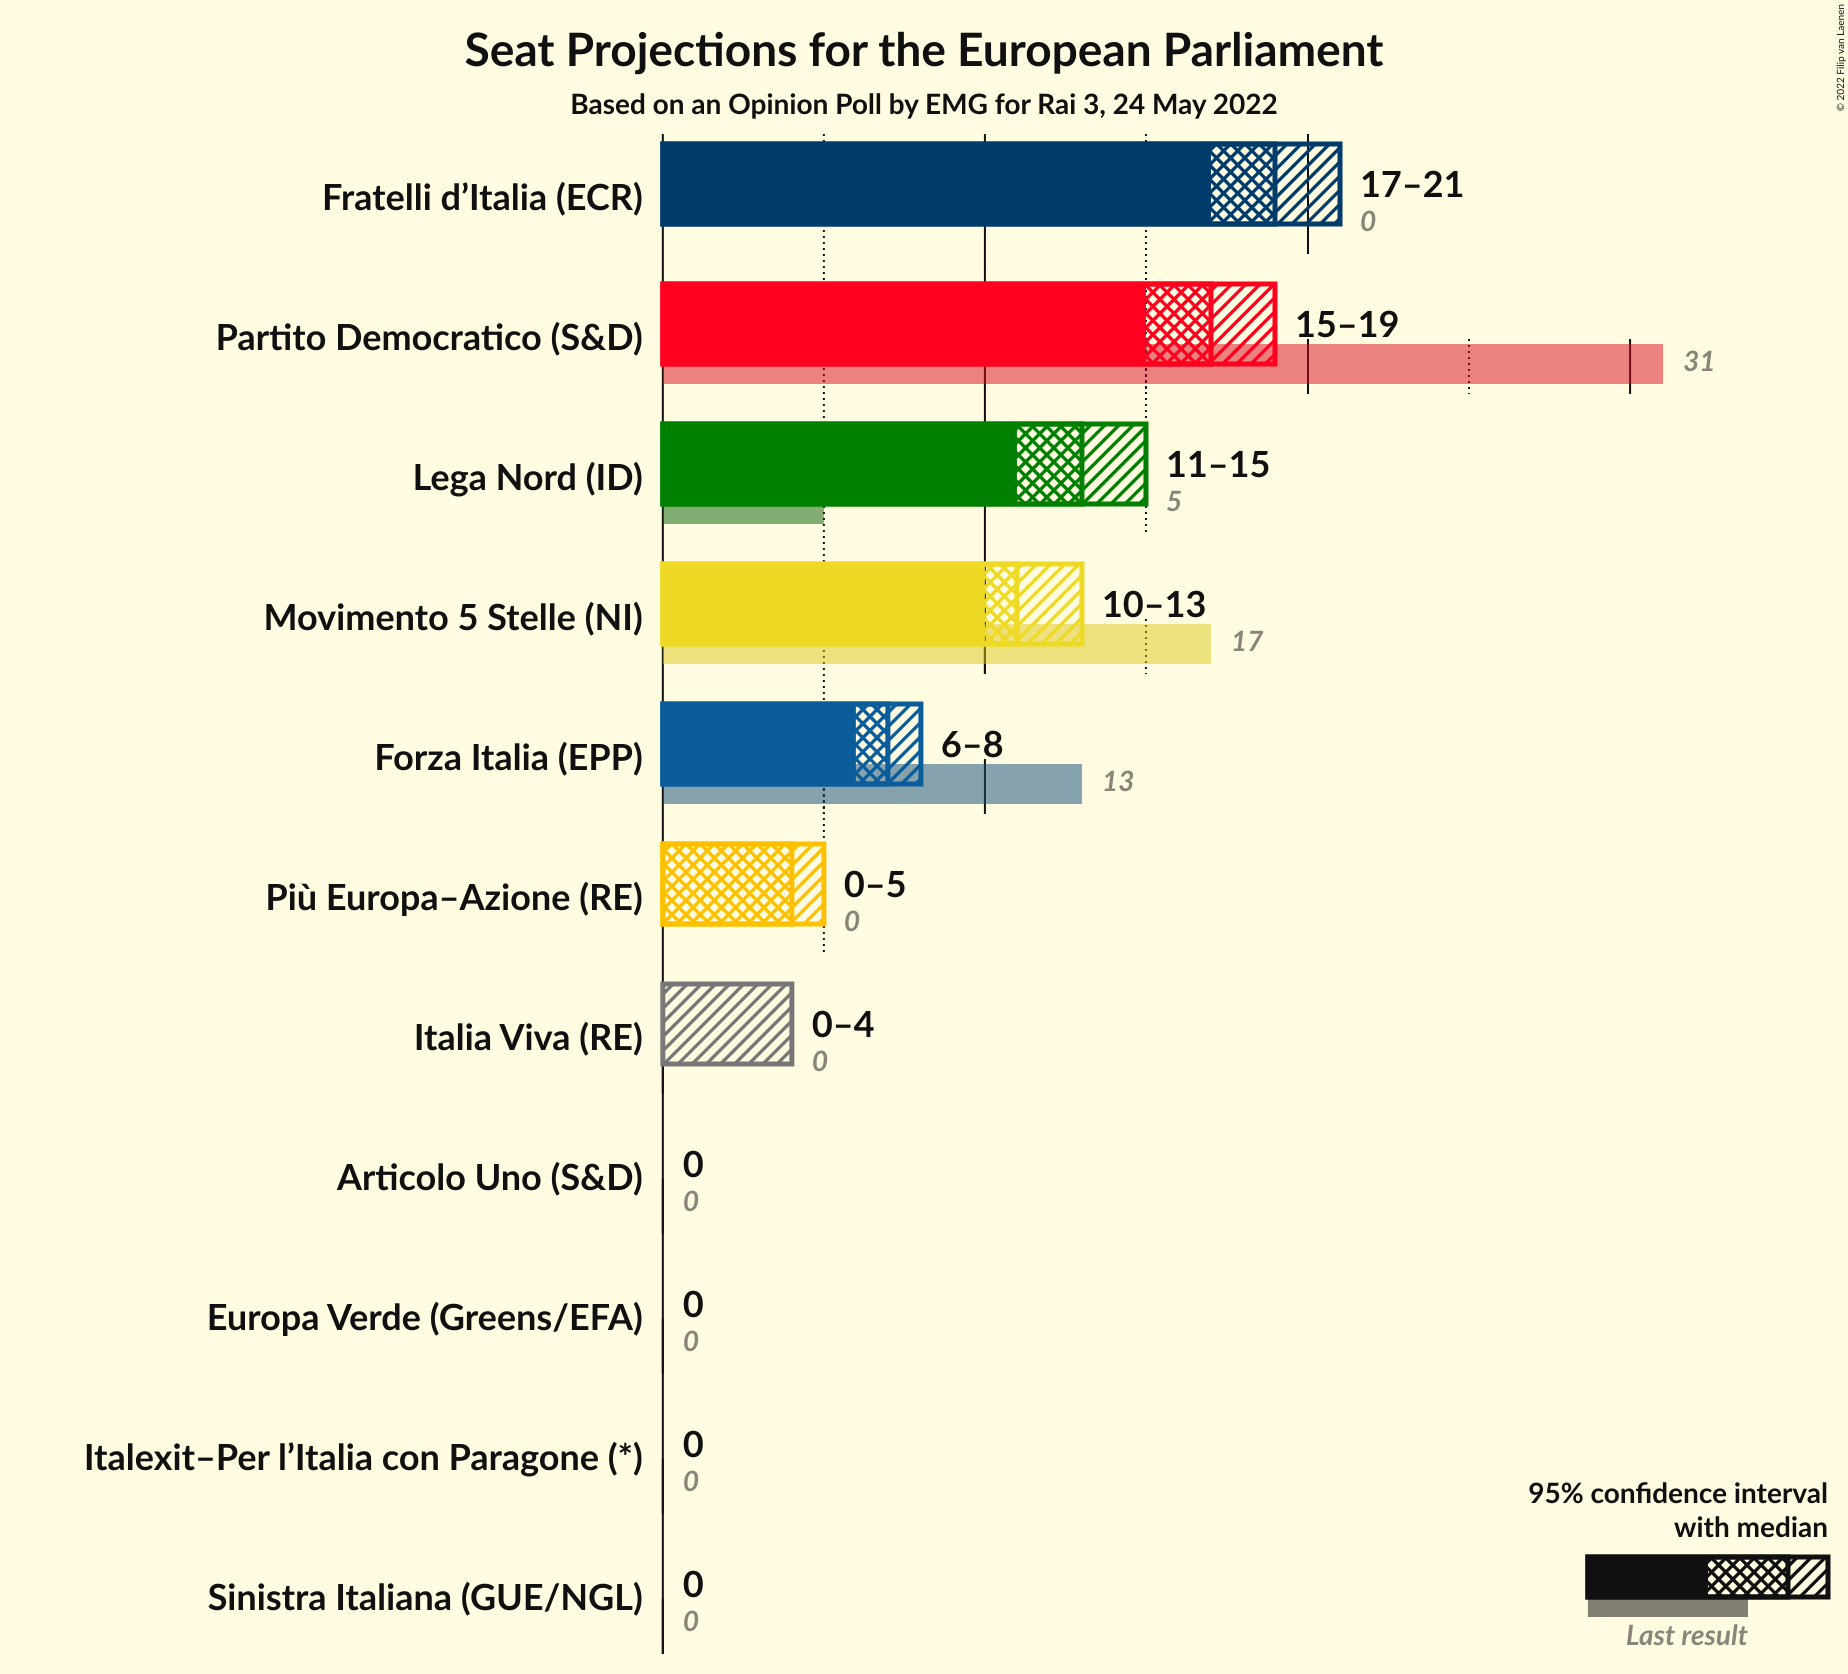 Seat Projections for the European Parliament
Based on an Opinion Poll by EMG for Rai 3, 24 May 2022
© 2022 Filip van Laenen
Fratelli d’Italia (ECR)
17–21
0
Partito Democratico (S&D)
15–19
31
Lega Nord (ID)
11–15
5
Movimento 5 Stelle (NI)
10–13
17
Forza Italia (EPP)
6–8
13
Più Europa–Azione (RE)
0–5
0
Italia Viva (RE)
0–4
0
Articolo Uno (S&D)
0
0
Europa Verde (Greens/EFA)
0
0
Italexit–Per l’Italia con Paragone (*)
0
0
Sinistra Italiana (GUE/NGL)
0
0
95% confidence interval
with median
Last result